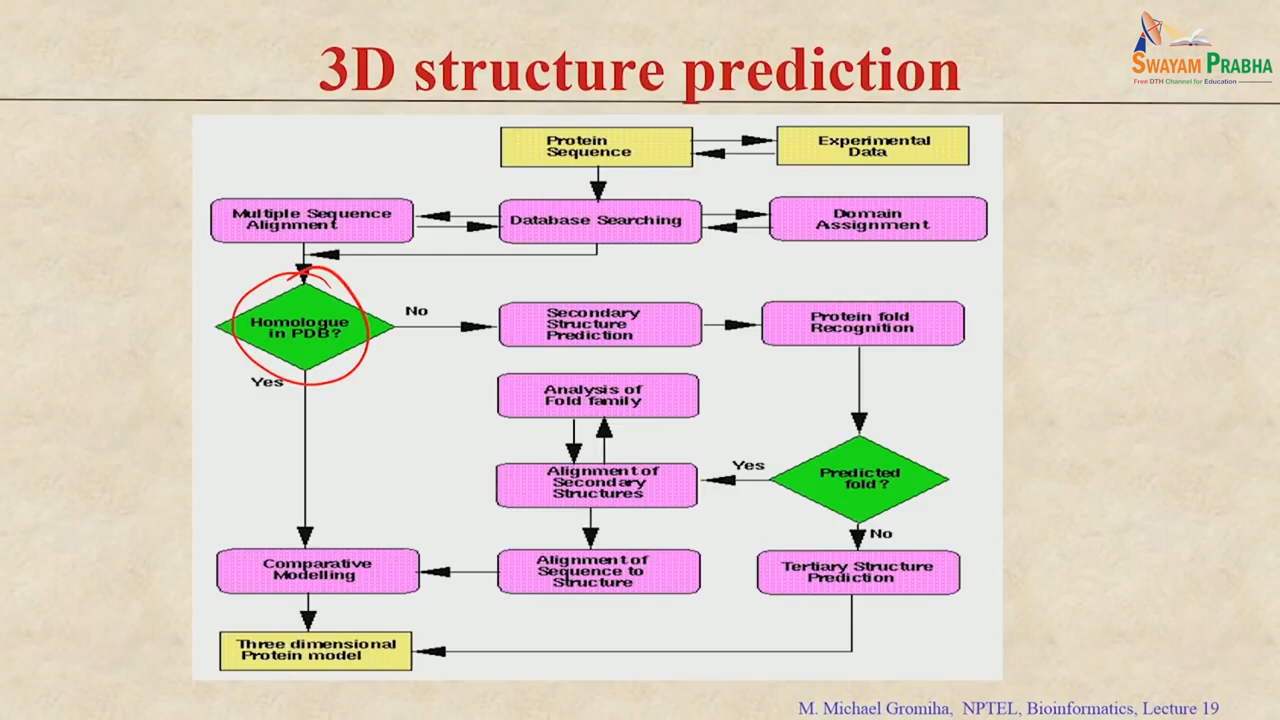 3D structure prediction
SWAYAM PRABHA
Free DTH Channel for Education
Protein
Sequence
Experimental
Data
Multiple Sequence
Alignment
Database Searching
Domain
Assignment
Homologue
in PDB?
No
Secondary
Structure
Prediction
Protein fold
Recognition
Yes
Analysis of
Fold family
Alignment of
Secondary
Structures
Yes
Predicted
fold?
No
Comparative
Modelling
Alignment of
Sequence to
Structure
Tertiary Structure
Prediction
Three dimensional
Protein model
M. Michael Gromiha, NPTEL, Bioinformatics, Lecture 19